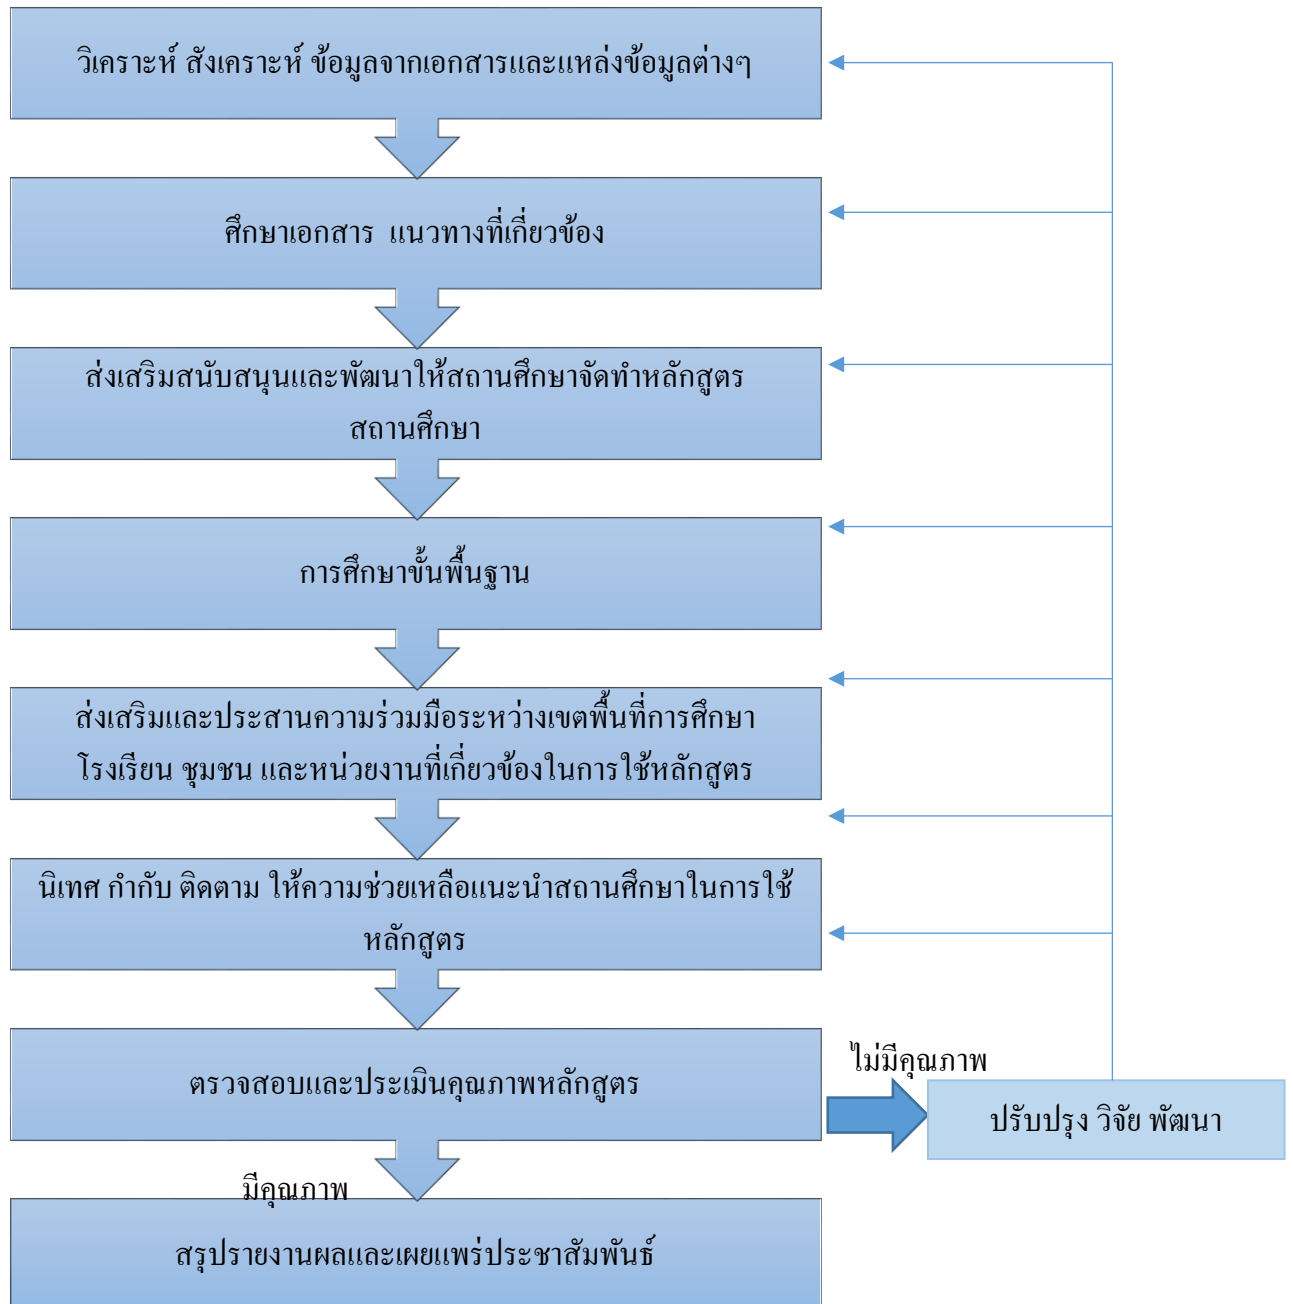 วิเคราะห์ สังเคราะห์ ข้อมูลจากเอกสารและแหล่งข้อมูลต่างๆ
ศึกษาเอกสาร  แนวทางที่เกี่ยวข้อง
ส่งเสริมสนับสนุนและพัฒนาให้สถานศึกษาจัดทำหลักสูตร
สถานศึกษา
การศึกษาขั้นพื้นฐาน
ส่งเสริมและประสานความร่วมมือระหว่างเขตพื้นที่การศึกษา
โรงเรียน ชุมชน และหน่วยงานที่เกี่ยวข้องในการใช้หลักสูตร
นิเทศ กำกับ ติดตาม ให้ความช่วยเหลือแนะนำสถานศึกษาในการใช้
หลักสูตร
ตรวจสอบและประเมินคุณภาพหลักสูตร
ไม่มีคุณภาพ
ปรับปรุง วิจัย พัฒนา
มีคุณภาพ
สรุปรายงานผลและเผยแพร่ประชาสัมพันธ์